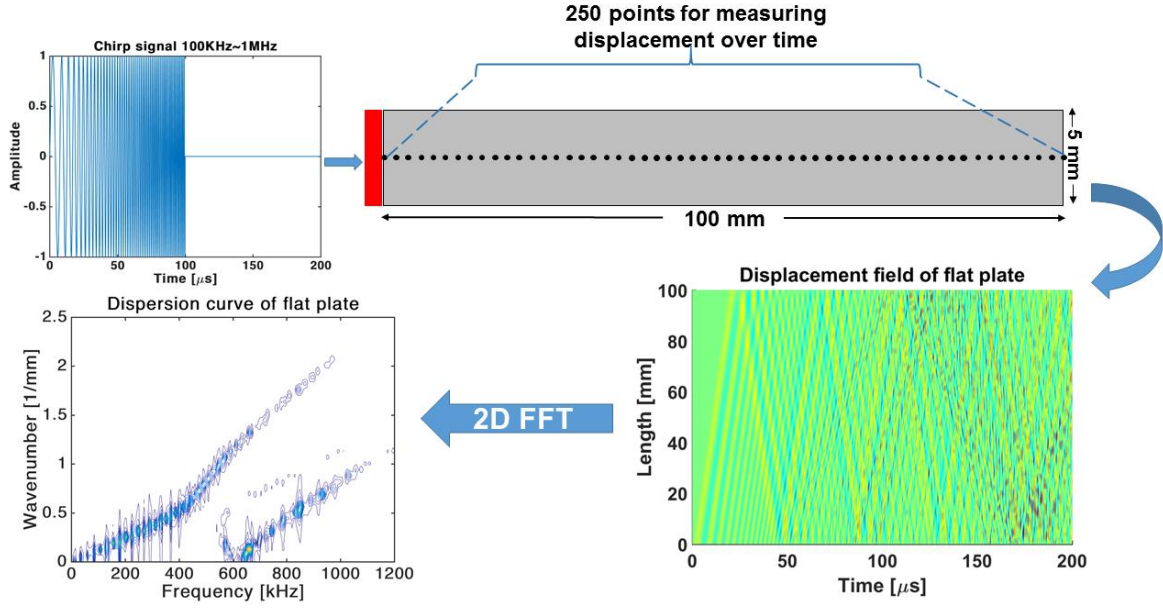 250 points for measuring
displacement over time
Chirp signal 100KHz~1MHz
1
0.5
0
-0.5
-1
Amplitude
0 50 100 150 200
Time [μs]
5 mm
100 mm
Dispersion curve of flat plate
2.5
2
1.5
1
0.5
0
Wavenumber [1/mm]
0 200 400 600 800 1000 1200
Frequency [kHz]
2D FFT
Displacement field of flat plate
100
80
60
40
20
0
Length [mm]
0 50 100 150 200
Time [μs]